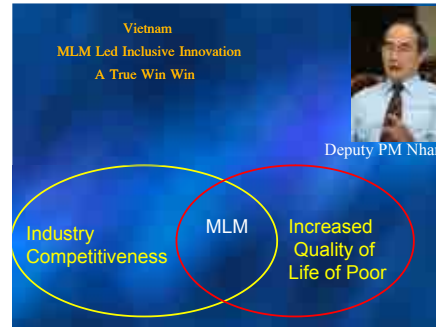 Vietnam
MLM Led Inclusive Innovation
A True Win Win
Deputy PM Nhan
Industry
Competitiveness
MLM
Increased
Quality of
Life of Poor